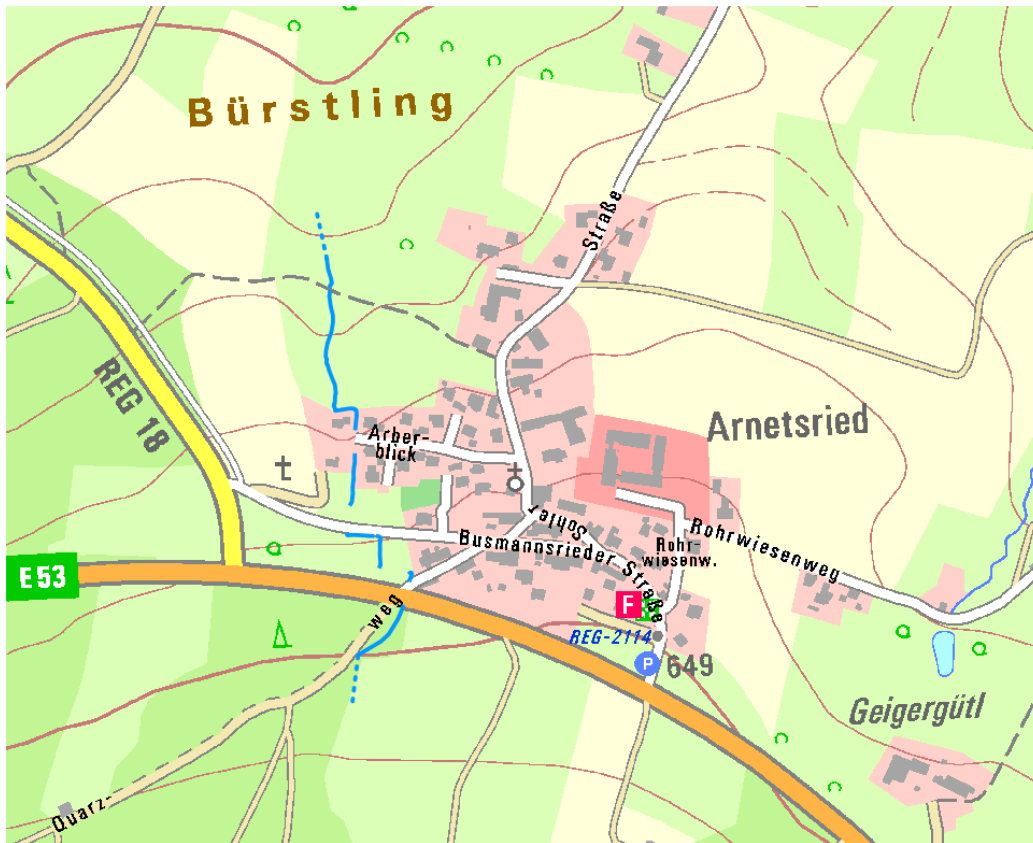 Bürstling
Straße
REG 18
Arnetsried
Arber-
blick
Sohler
Busmannsrieder-Straße
Rohr-
wiesenw.
Rohrwiesenweg
E53
weg
F
REG-2114
P
649
Geigergütl
Quarz-